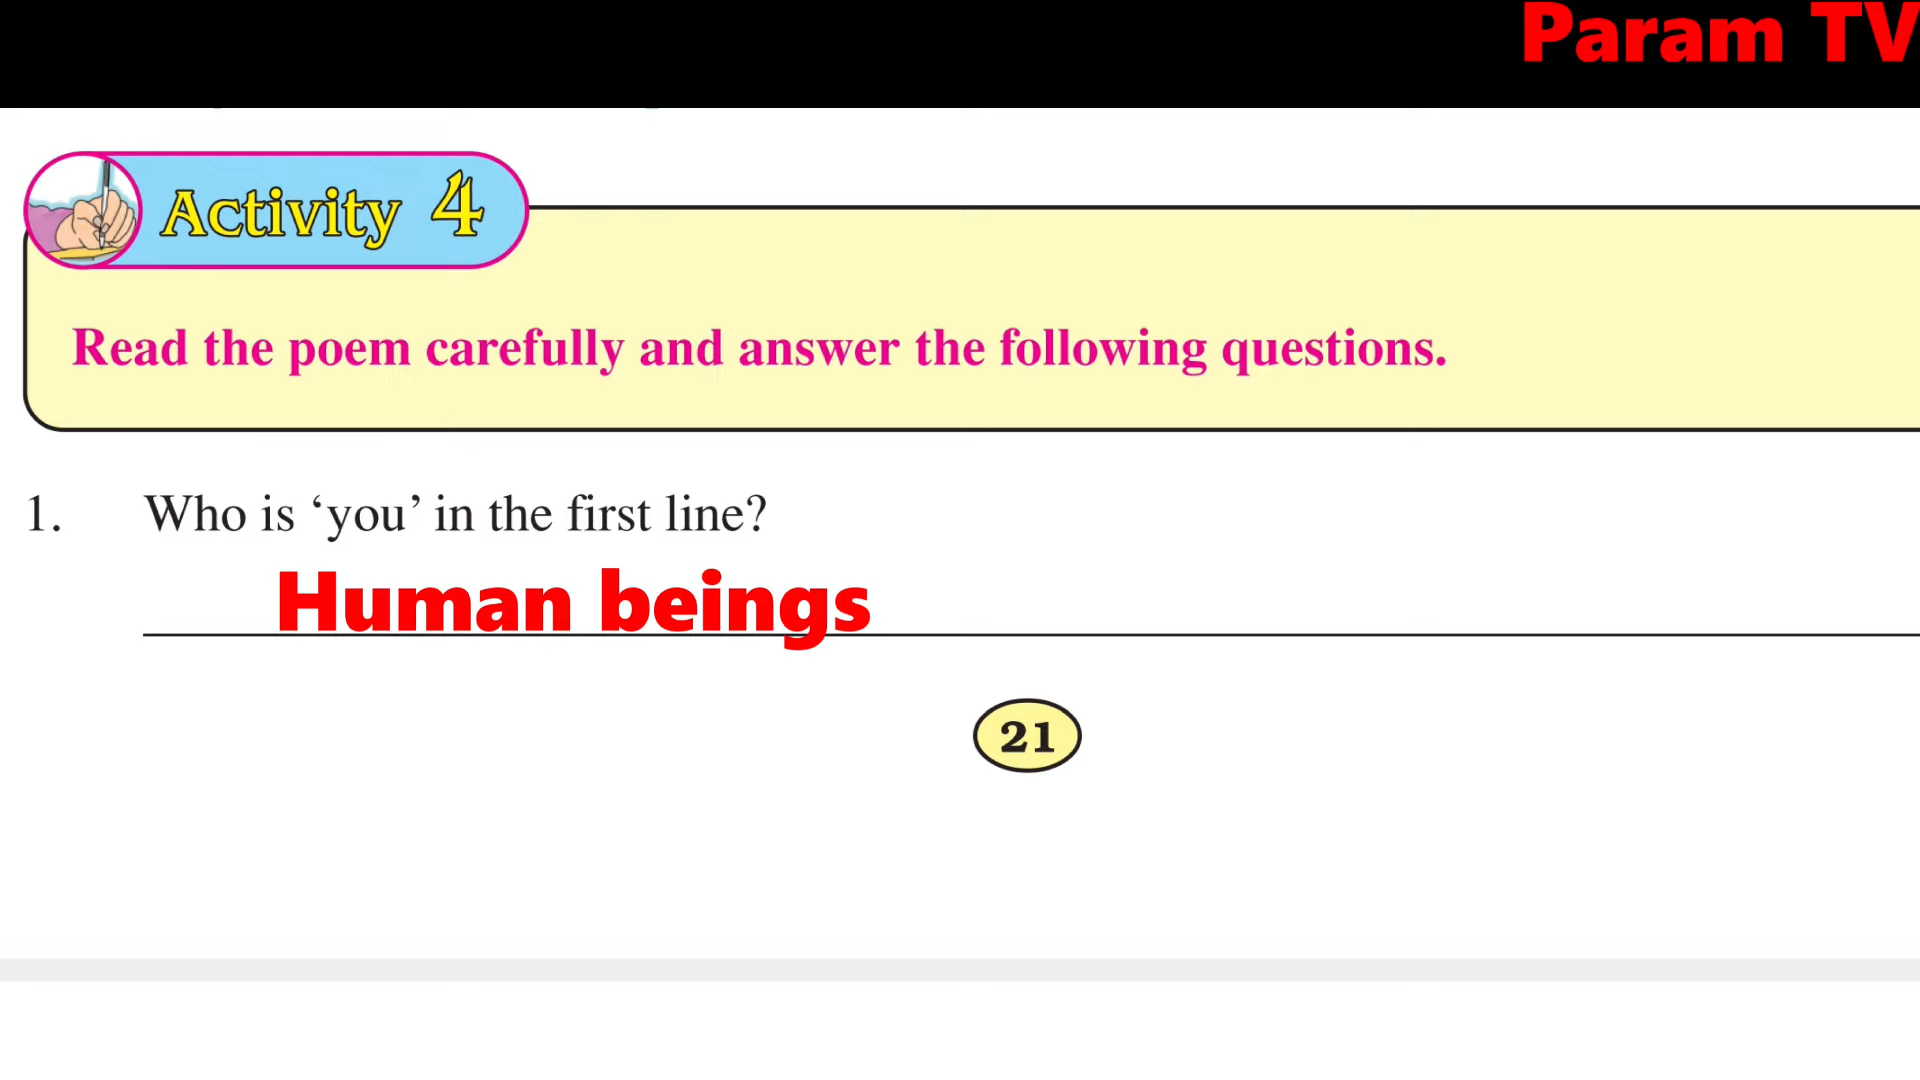 Param TV
Activity 4
Read the poem carefully and answer the following questions.
1. Who is ‘you’ in the first line?
Human beings
21